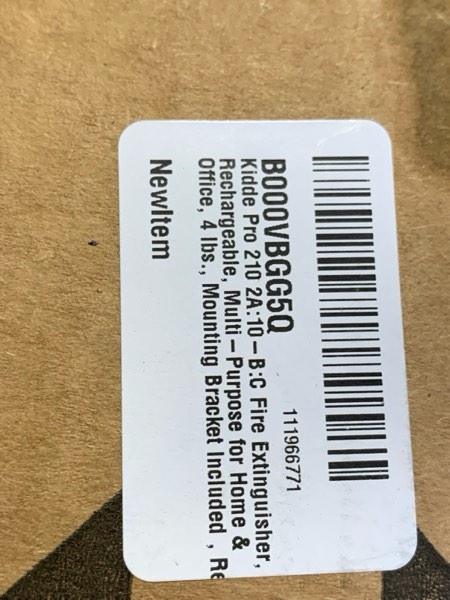 111966771
B000VBGG5Q
Kidde Pro 210 2A:10-B:C Fire Extinguisher,
Rechargeable, Multi-Purpose for Home &
Office, 4 lbs., Mounting Bracket Included , Re
NewItem